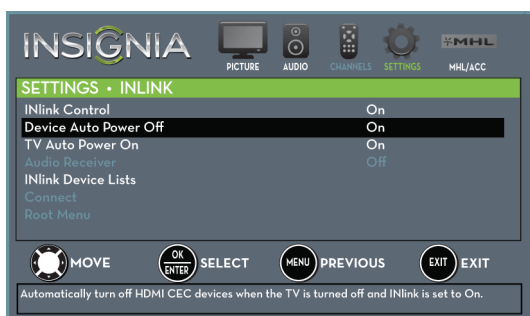 INSIGNIA
PICTURE AUDIO CHANNELS SETTINGS MHL MHL/ACC
SETTINGS • INLINK
INlink Control On
Device Auto Power Off On
TV Auto Power On On
Audio Receiver Off
INlink Device Lists
Connect
Root Menu
MOVE OK ENTER SELECT MENU PREVIOUS EXIT EXIT
Automatically turn off HDMI CEC devices when the TV is turned off and INlink is set to On.